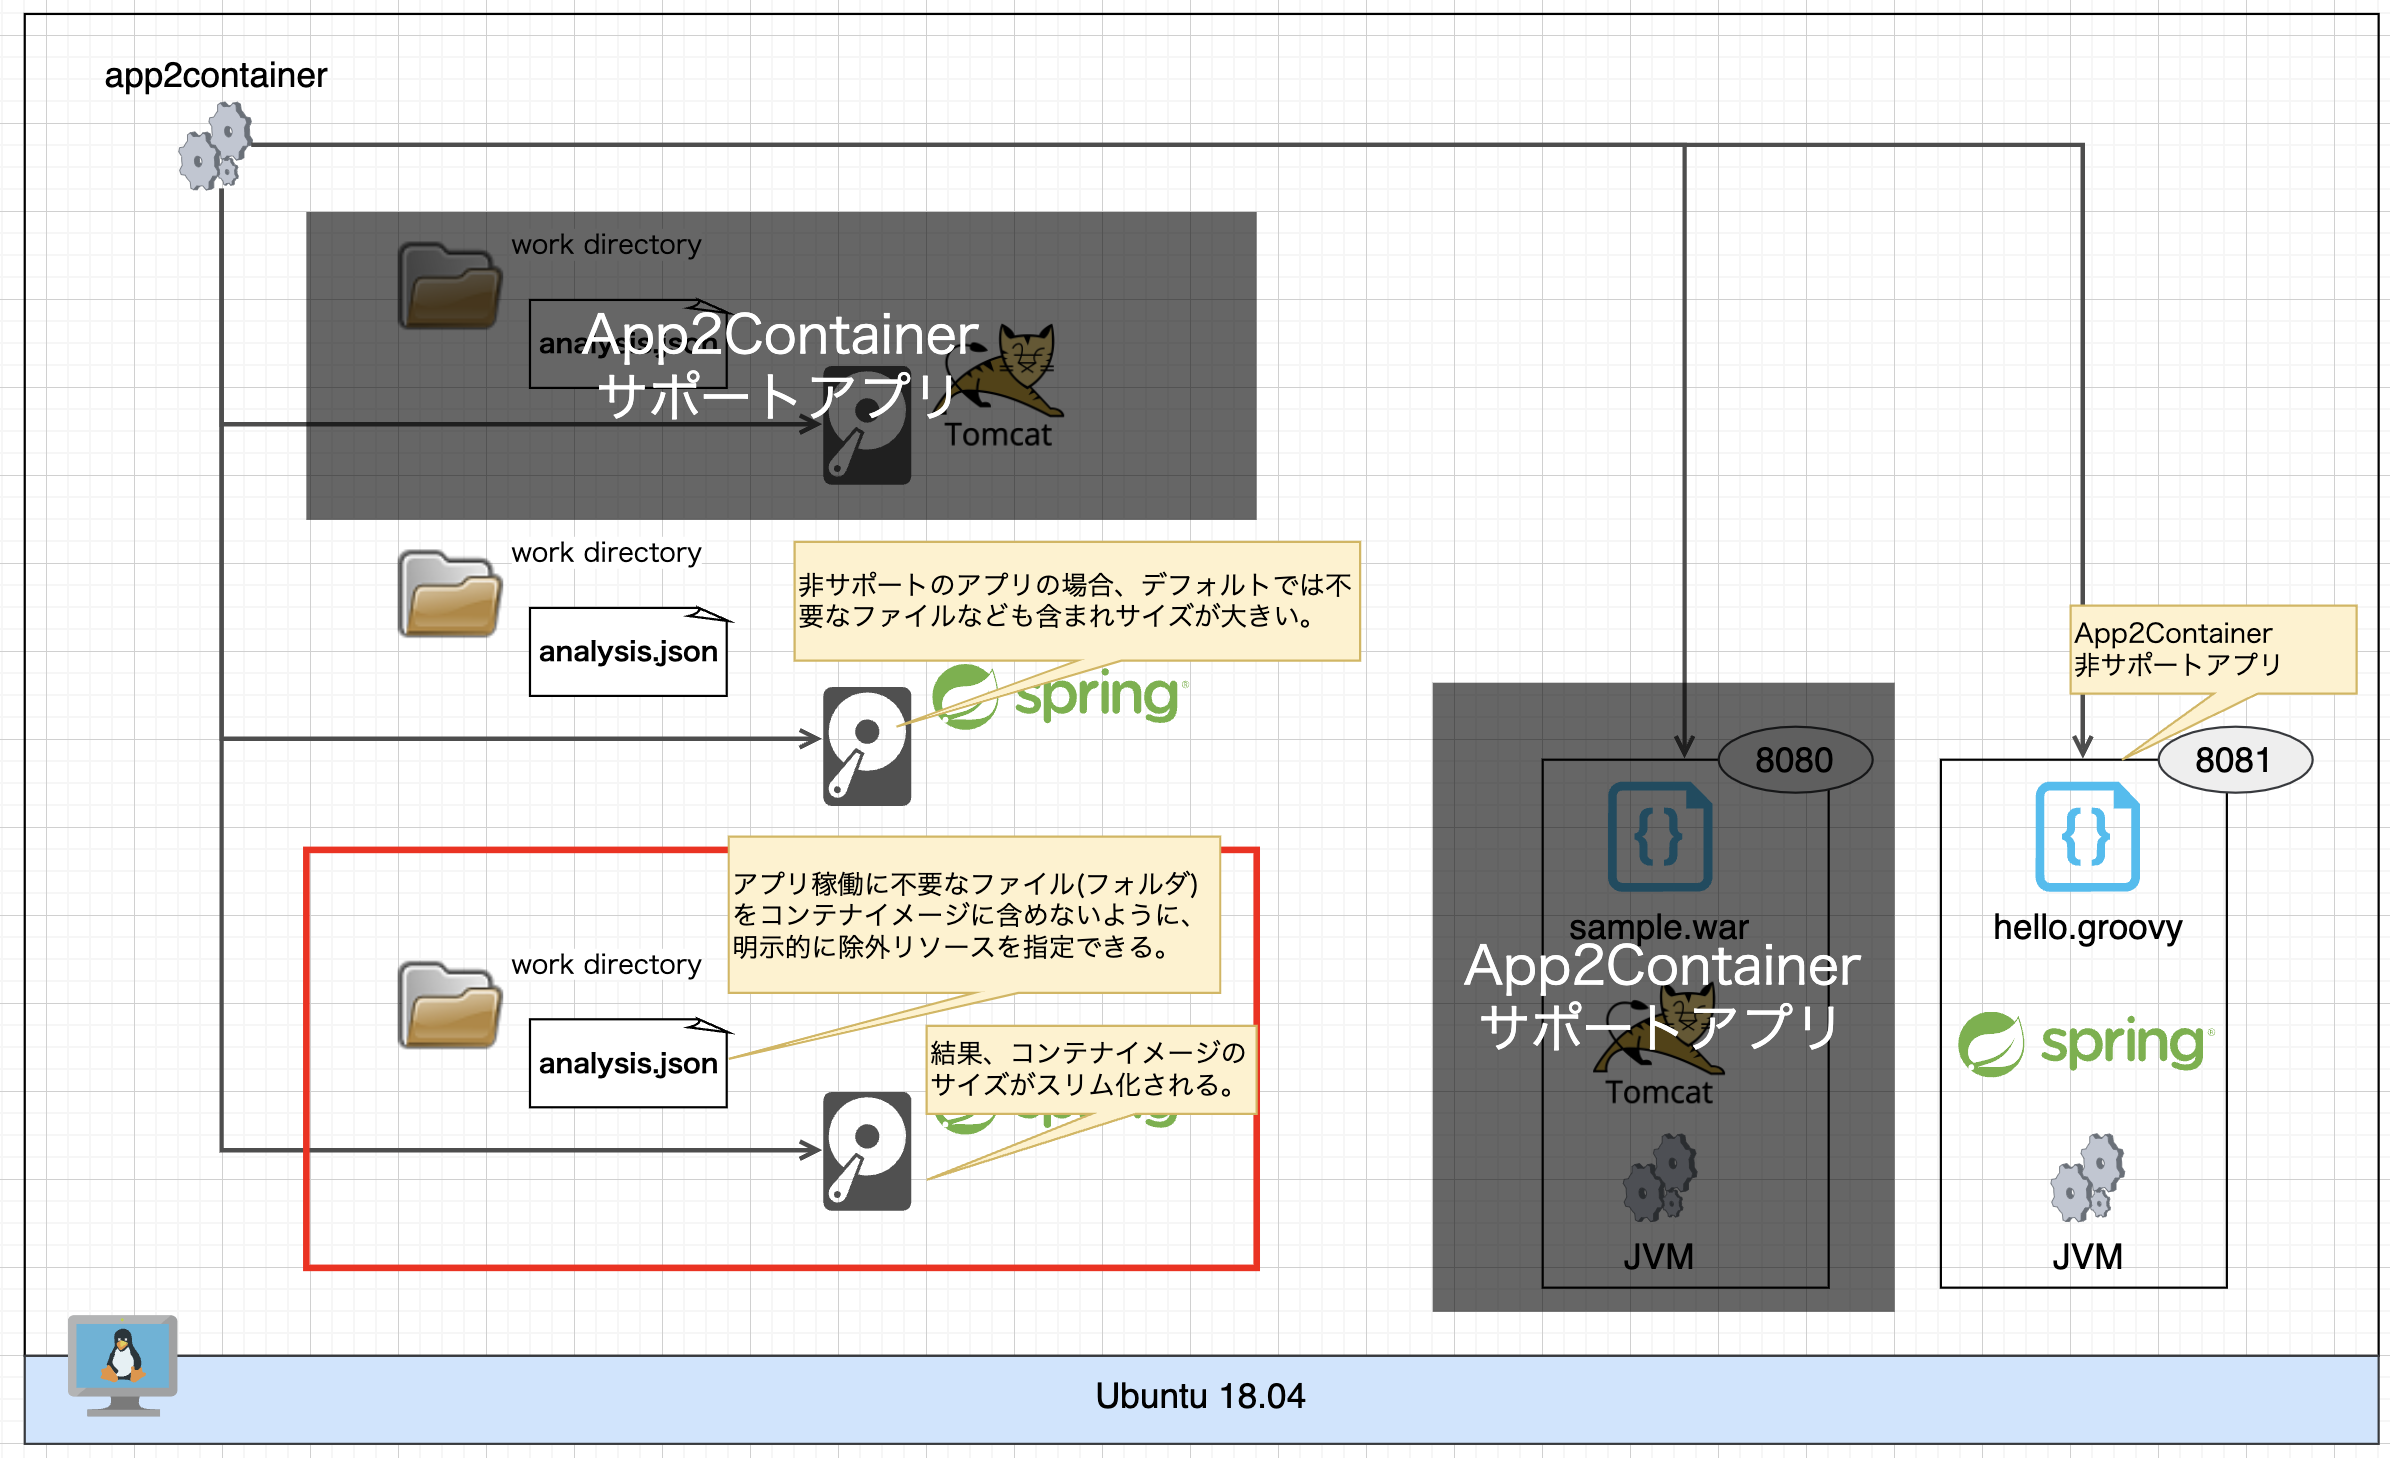 app2container
work directory
analysis.json
App2Container
サポートアプリ
Tomcat
work directory
analysis.json
非サポートのアプリの場合、デフォルトでは不
要なファイルなども含まれサイズが大きい。
spring
App2Container
非サポートアプリ
8080
sample.war
App2Container
サポートアプリ
Tomcat
JVM
8081
hello.groovy
spring
JVM
アプリ稼働に不要なファイル(フォルダ)
をコンテナイメージに含めないように、
明示的に除外リソースを指定できる。
work directory
analysis.json
結果、コンテナイメージの
サイズがスリム化される。
Ubuntu 18.04